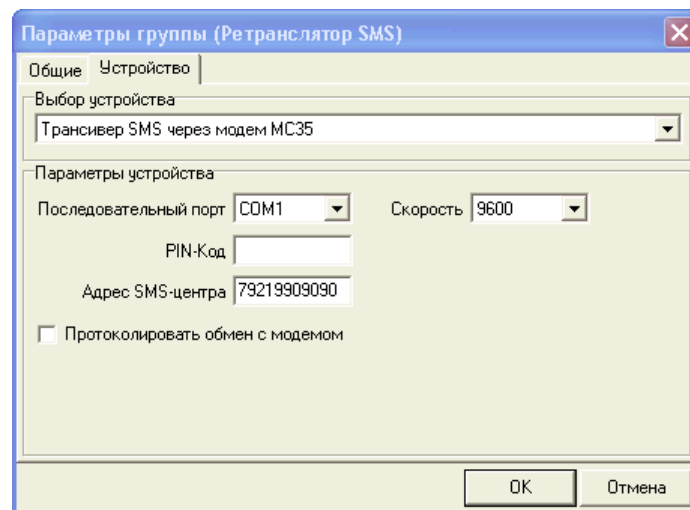 Параметры группы (Ретранслятор SMS)
Общие Устройство
Выбор устройства
Трансивер SMS через модем MC35
Параметры устройства
Последовательный порт COM1 Скорость 9600
PIN-Код
Адрес SMS-центра 79219909090
Протоколировать обмен с модемом
OK Отмена